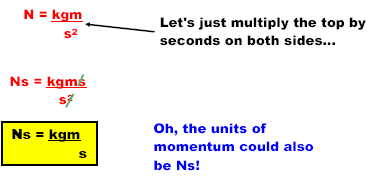 N = kgm
s²
Let's just multiply the top by
seconds on both sides...
Ns = kgms
s²
Ns = kgm
s
Oh, the units of
momentum could also
be Ns!